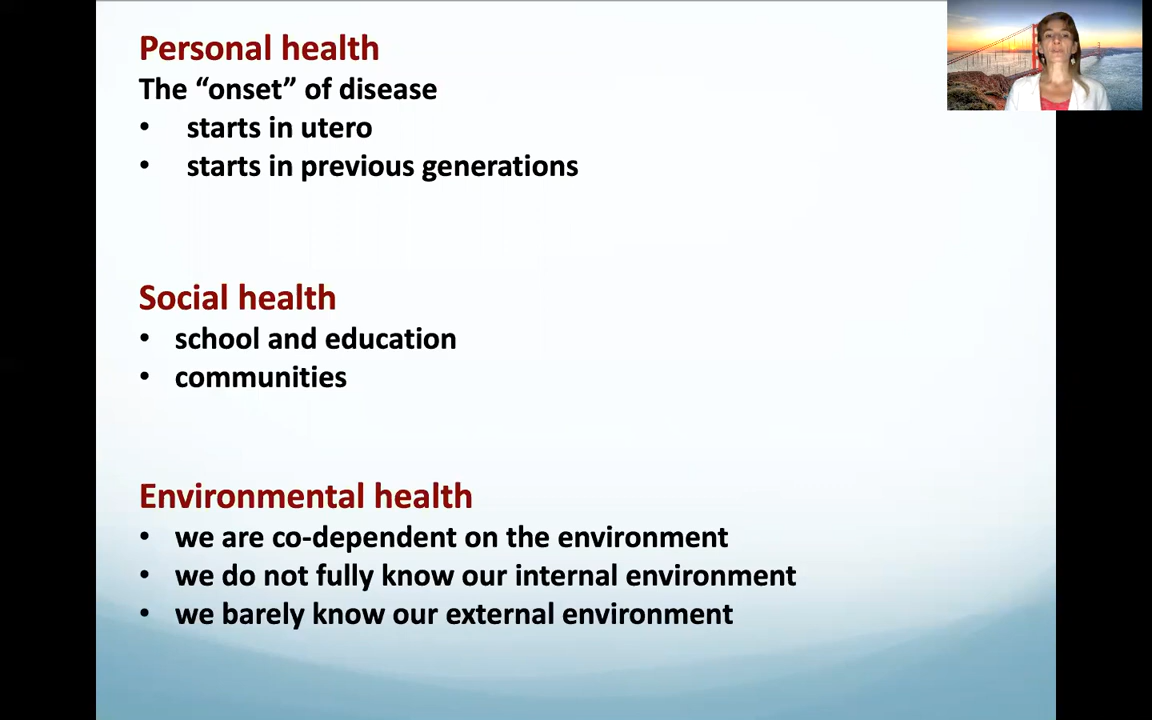 Personal health
The “onset” of disease
• starts in utero
• starts in previous generations
Social health
• school and education
• communities
Environmental health
• we are co-dependent on the environment
• we do not fully know our internal environment
• we barely know our external environment